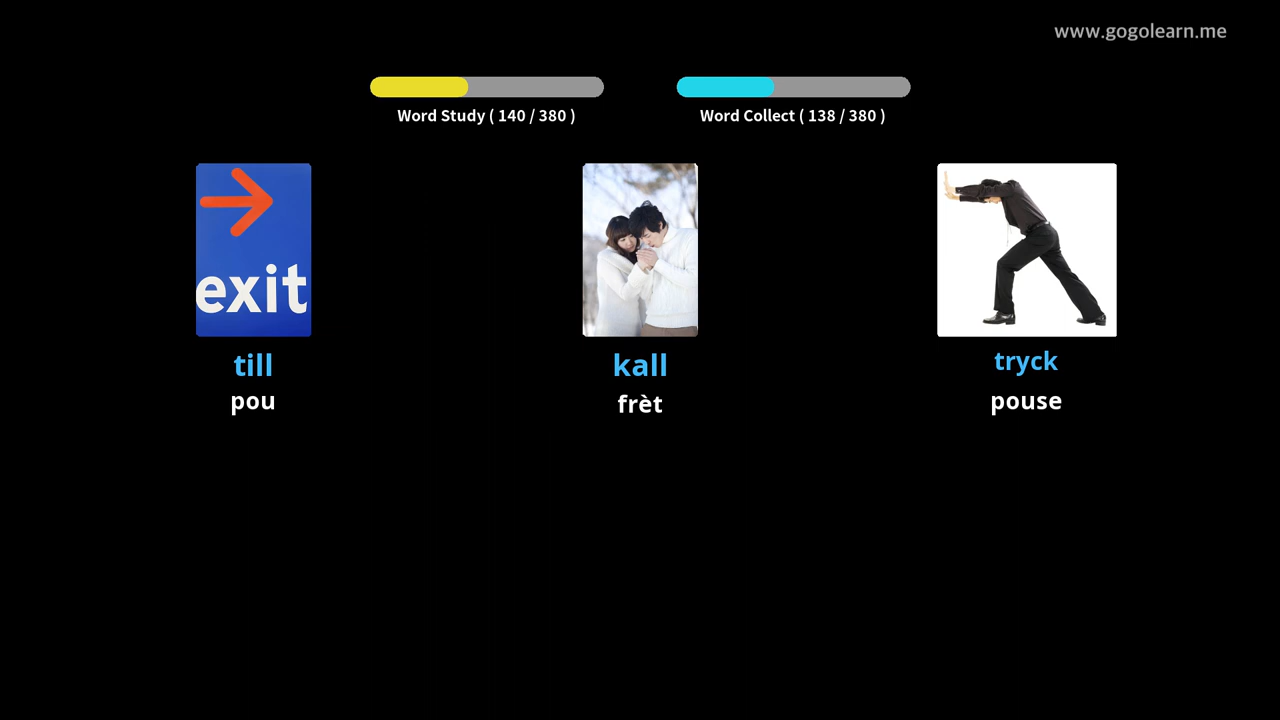 www.gogolearn.me
Word Study ( 140 / 380 )
Word Collect ( 138 / 380 )
exit
till
kall
tryck
pou
frèt
pouse